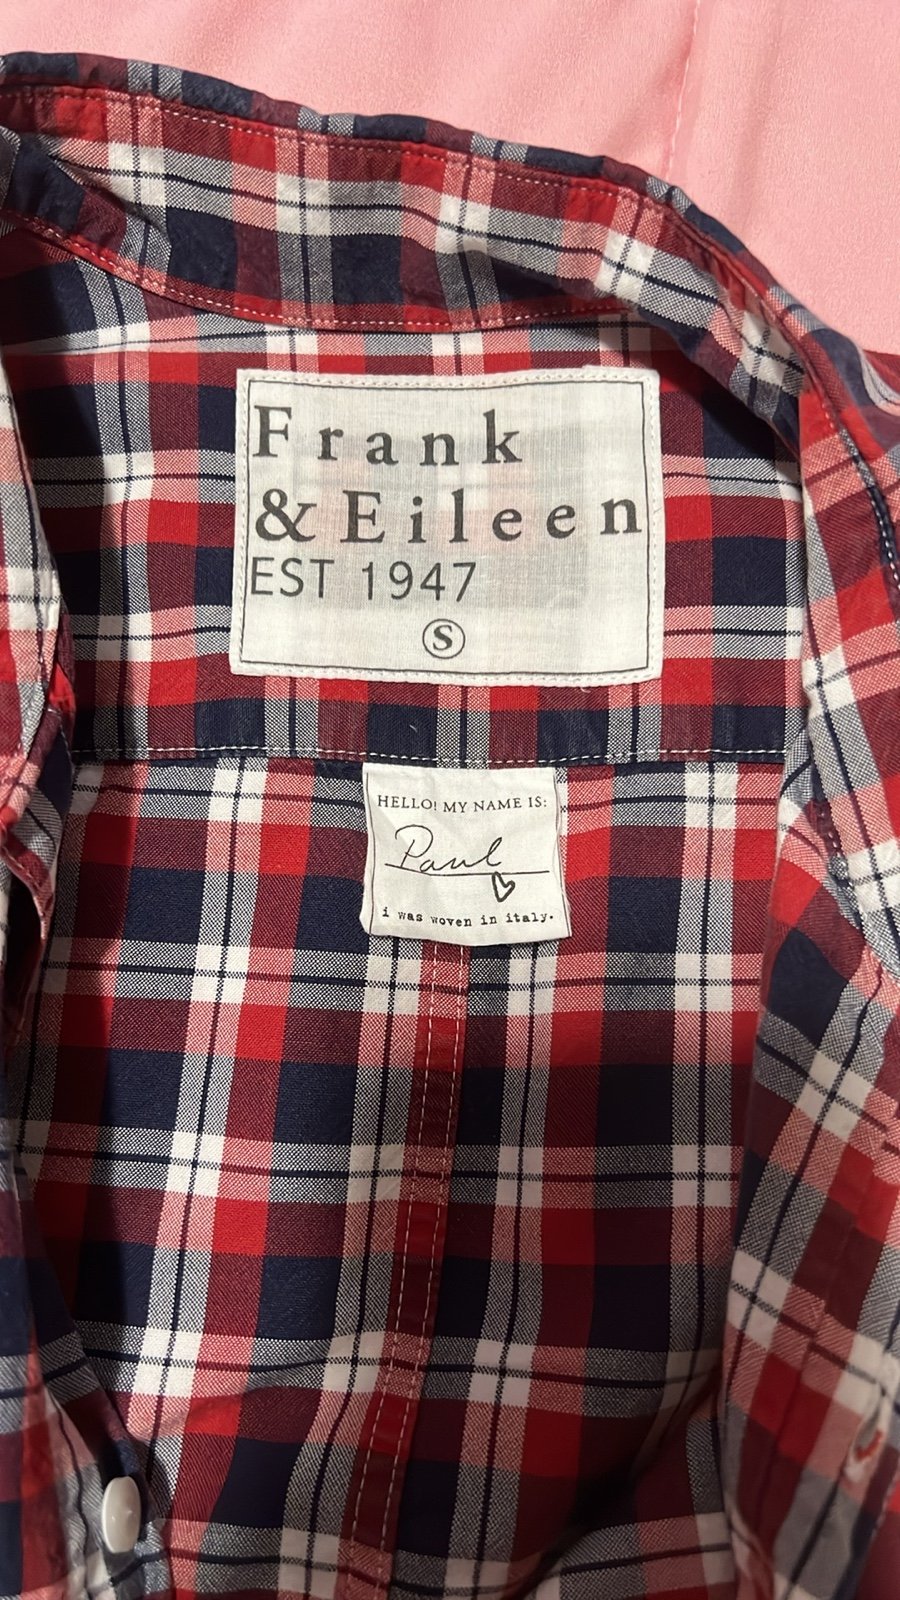 Frank
& Eileen
EST 1947
S
HELLO! MY NAME IS:
Paul
i was woven in italy.